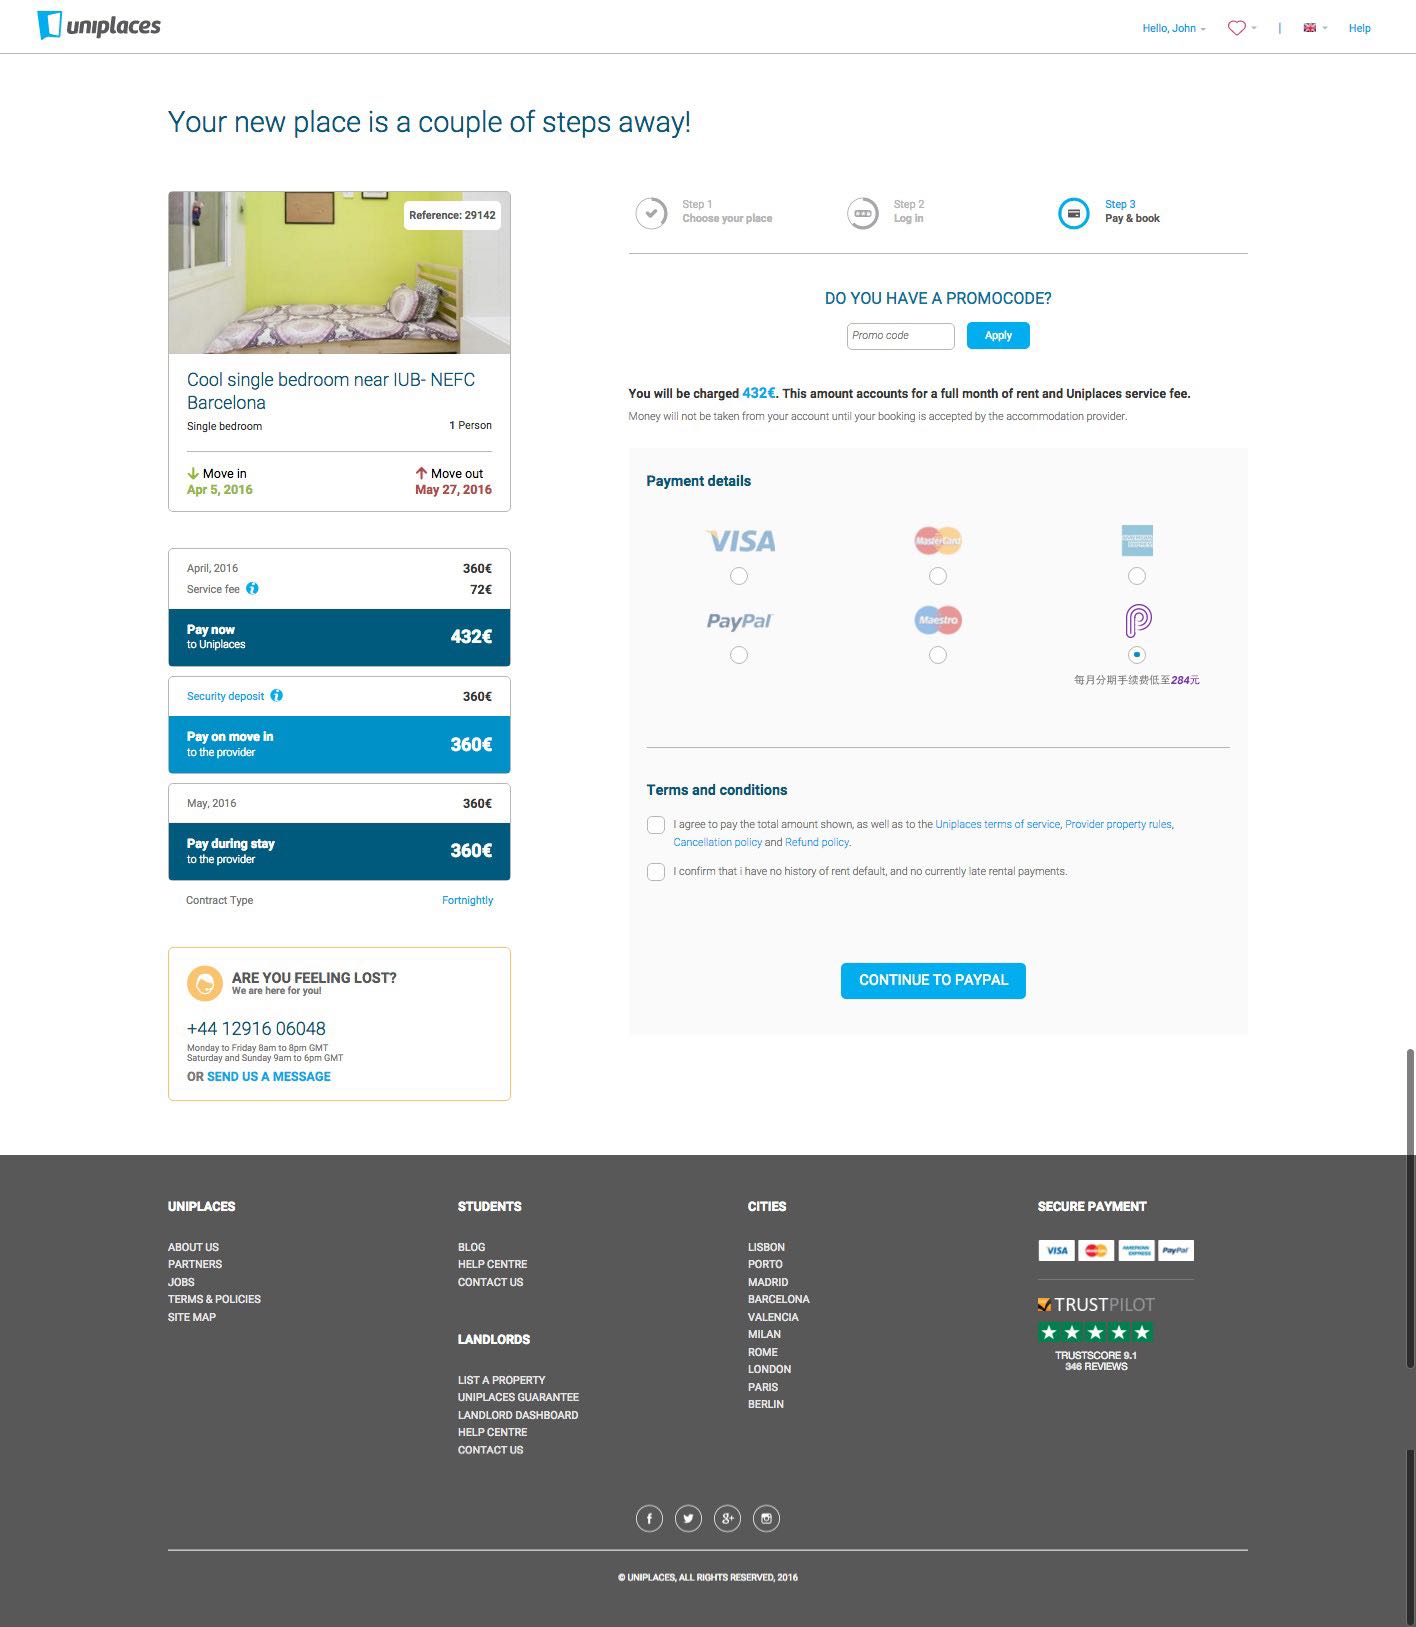 uniplaces
Hello, John
|
Help
Your new place is a couple of steps away!
Reference: 29142
Cool single bedroom near IUB- NEFC
Barcelona
Single bedroom
1 Person
Move in
Move out
Apr 5, 2016
May 27, 2016
April, 2016
360€
Service fee
72€
Pay now
to Uniplaces
432€
Security deposit
360€
Pay on move in
to the provider
360€
May, 2016
360€
Pay during stay
to the provider
360€
Contract Type
Fortnightly
ARE YOU FEELING LOST?
We are here for you!
+44 12916 06048
Monday to Friday 8am to 8pm GMT
Saturday and Sunday 9am to 6pm GMT
OR SEND US A MESSAGE
Step 1
Choose your place
Step 2
Log in
Step 3
Pay & book
DO YOU HAVE A PROMOCODE?
Promo code
Apply
You will be charged 432€. This amount accounts for a full month of rent and Uniplaces service fee.
Money will not be taken from your account until your booking is accepted by the accommodation provider.
Payment details
VISA
MasterCard
AMERICAN EXPRESS
PayPal
Maestro
每月分期手续费低至284元
Terms and conditions
I agree to pay the total amount shown, as well as to the Uniplaces terms of service, Provider property rules,
Cancellation policy and Refund policy.
I confirm that i have no history of rent default, and no currently late rental payments.
CONTINUE TO PAYPAL
UNIPLACES
ABOUT US
PARTNERS
JOBS
TERMS & POLICIES
SITE MAP
STUDENTS
BLOG
HELP CENTRE
CONTACT US
LANDLORDS
LIST A PROPERTY
UNIPLACES GUARANTEE
LANDLORD DASHBOARD
HELP CENTRE
CONTACT US
CITIES
LISBON
PORTO
MADRID
BARCELONA
VALENCIA
MILAN
ROME
LONDON
PARIS
BERLIN
SECURE PAYMENT
VISA
MasterCard
AMERICAN EXPRESS
PayPal
TRUSTPILOT
TRUSTSCORE 9.1
346 REVIEWS
© UNIPLACES, ALL RIGHTS RESERVED, 2016